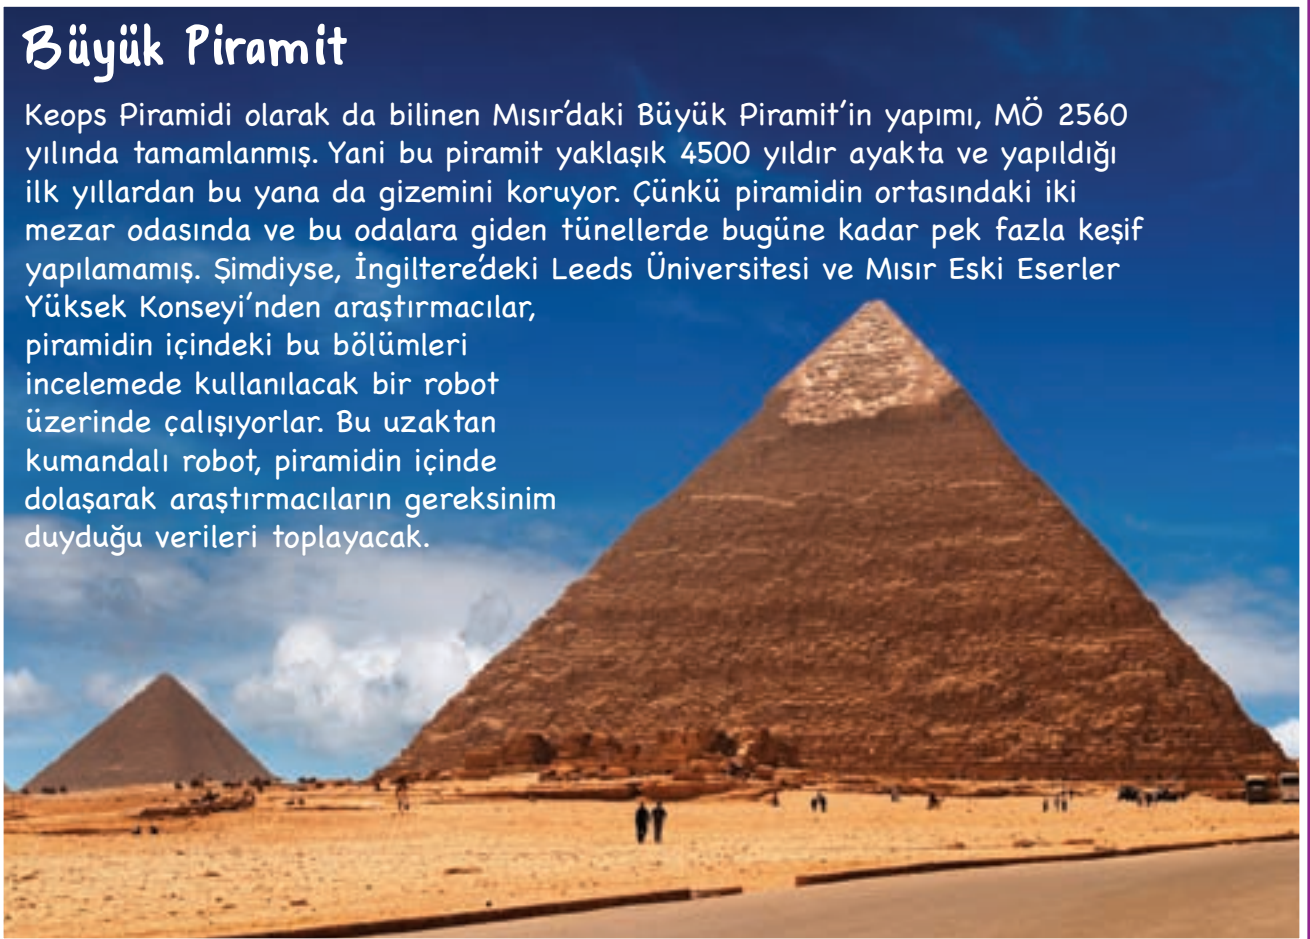 Büyük Piramit
Keops Piramidi olarak da bilinen Mısır’daki Büyük Piramit’in yapımı, MÖ 2560
yılında tamamlanmış. Yani bu piramit yaklaşık 4500 yıldır ayakta ve yapıldığı
ilk yıllardan bu yana da gizemini koruyor. Çünkü piramidin ortasındaki iki
mezar odasında ve bu odalara giden tünellerde bugüne kadar pek fazla keşif
yapılamamış. Şimdiyse, İngiltere’deki Leeds Üniversitesi ve Mısır Eski Eserler
Yüksek Konseyi’nden araştırmacılar,
piramidin içindeki bu bölümleri
incelemede kullanılacak bir robot
üzerinde çalışıyorlar. Bu uzaktan
kumandalı robot, piramidin içinde
dolaşarak araştırmacıların gereksinim
duyduğu verileri toplayacak.